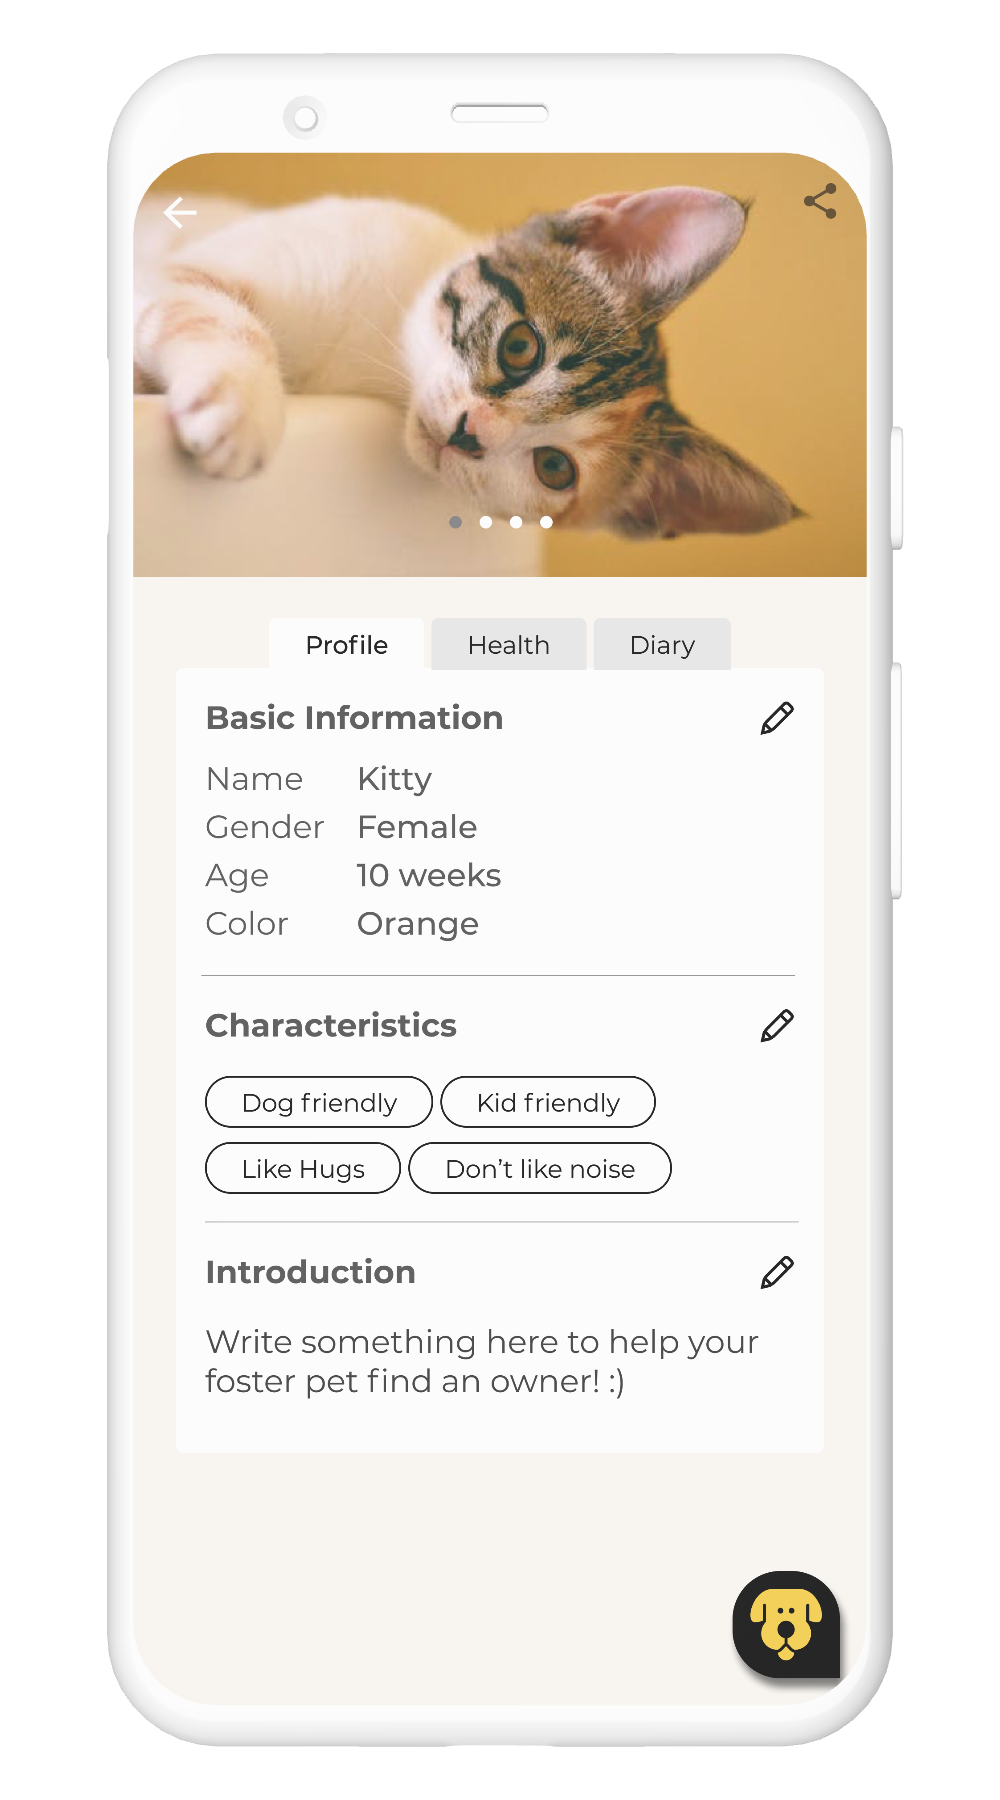 Profile Health Diary
Basic Information
Name Kitty
Gender Female
Age 10 weeks
Color Orange
Characteristics
Dog friendly Kid friendly
Like Hugs Don’t like noise
Introduction
Write something here to help your
foster pet find an owner! :)